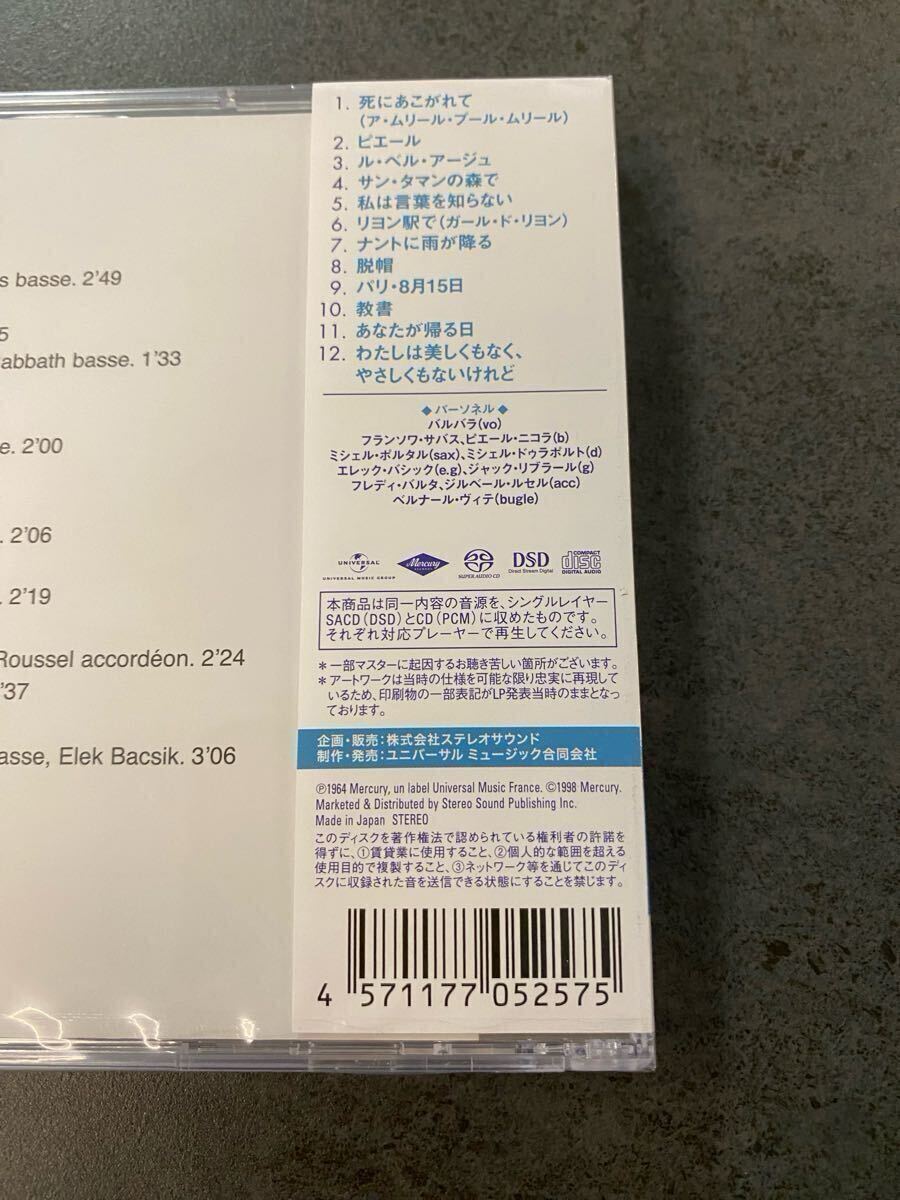 s basse. 2’49
5
abbath basse. 1’33
e. 2’00
. 2’06
. 2’19
Roussel accordéon. 2’24
’37
asse, Elek Bacsik. 3’06
1. 死にあこがれて
(ア・ムリール・プール・ムリール)
2. ピエール
3. ル・ベル・アージュ
4. サン・タマンの森で
5. 私は言葉を知らない
6. リヨン駅で(ガール・ド・リヨン)
7. ナントに雨が降る
8. 脱帽
9. パリ・8月15日
10. 教書
11. あなたが帰る日
12. わたしは美しくもなく、
やさしくもないけれど
◆パーソネル◆
バルバラ(vo)
フランソワ・サバス、ピエール・ニコラ(b)
ミシェル・ポルタル(sax)、ミシェル・ドゥラポルト(d)
エレック・バシック(e.g)、ジャック・リブラール(g)
フレディ・バルタ、ジルベール・ルセル(acc)
ベルナール・ヴィテ(bugle)
UNIVERSAL
UNIVERSAL MUSIC GROUP
Mercury
RECORDS
SUPER AUDIO CD
DSD
Direct Stream Digital
COMPACT
disc
DIGITAL AUDIO
本商品は同一内容の音源を、シングルレイヤー
SACD(DSD)とCD(PCM)に収めたものです。
それぞれ対応プレーヤーで再生してください。
＊一部マスターに起因するお聴き苦しい箇所がございます。
＊アートワークは当時の仕様を可能な限り忠実に再現して
いるため、印刷物の一部表記がLP発表当時のままとなっ
ております。
企画・販売：株式会社ステレオサウンド
制作・発売：ユニバーサル ミュージック合同会社
℗1964 Mercury, un label Universal Music France. ©1998 Mercury.
Marketed & Distributed by Stereo Sound Publishing Inc.
Made in Japan STEREO
このディスクを著作権法で認められている権利者の許諾を
得ずに、①賃貸業に使用すること、②個人的な範囲を超える
使用目的で複製すること、③ネットワーク等を通じてこのディ
スクに収録された音を送信できる状態にすることを禁じます。
4 571177 052575